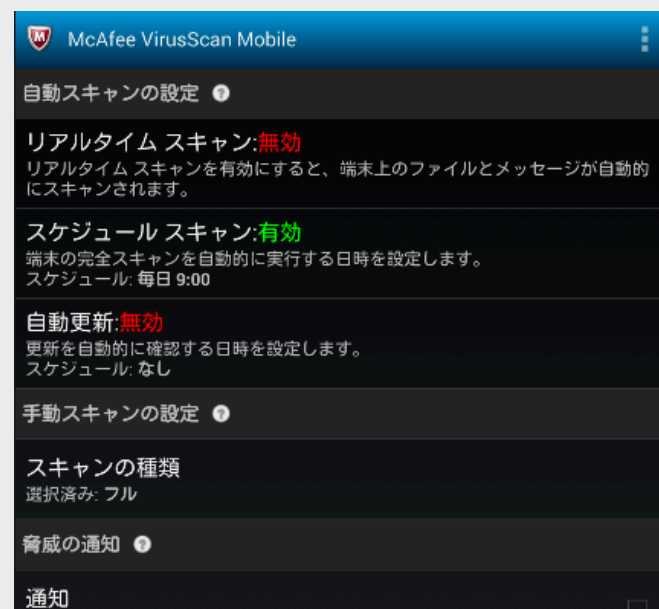 McAfee VirusScan Mobile
自動スキャンの設定 ?
リアルタイム スキャン:無効
リアルタイム スキャンを有効にすると、端末上のファイルとメッセージが自動的
にスキャンされます。
スケジュール スキャン:有効
端末の完全スキャンを自動的に実行する日時を設定します。
スケジュール: 毎日 9:00
自動更新:無効
更新を自動的に確認する日時を設定します。
スケジュール: なし
手動スキャンの設定 ?
スキャンの種類
選択済み: フル
脅威の通知 ?
通知